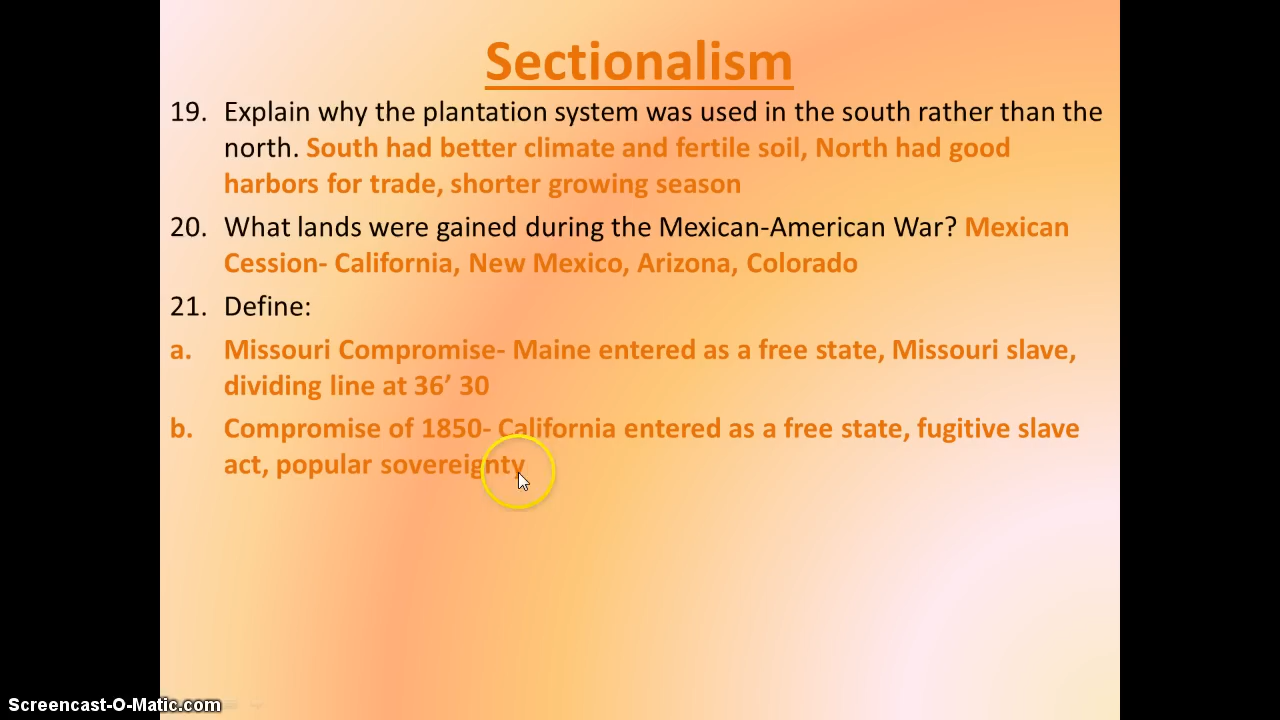 Sectionalism
19. Explain why the plantation system was used in the south rather than the
north. South had better climate and fertile soil, North had good
harbors for trade, shorter growing season
20. What lands were gained during the Mexican-American War? Mexican
Cession- California, New Mexico, Arizona, Colorado
21. Define:
a. Missouri Compromise- Maine entered as a free state, Missouri slave,
dividing line at 36’ 30
b. Compromise of 1850- California entered as a free state, fugitive slave
act, popular sovereignty
Screencast-O-Matic.com